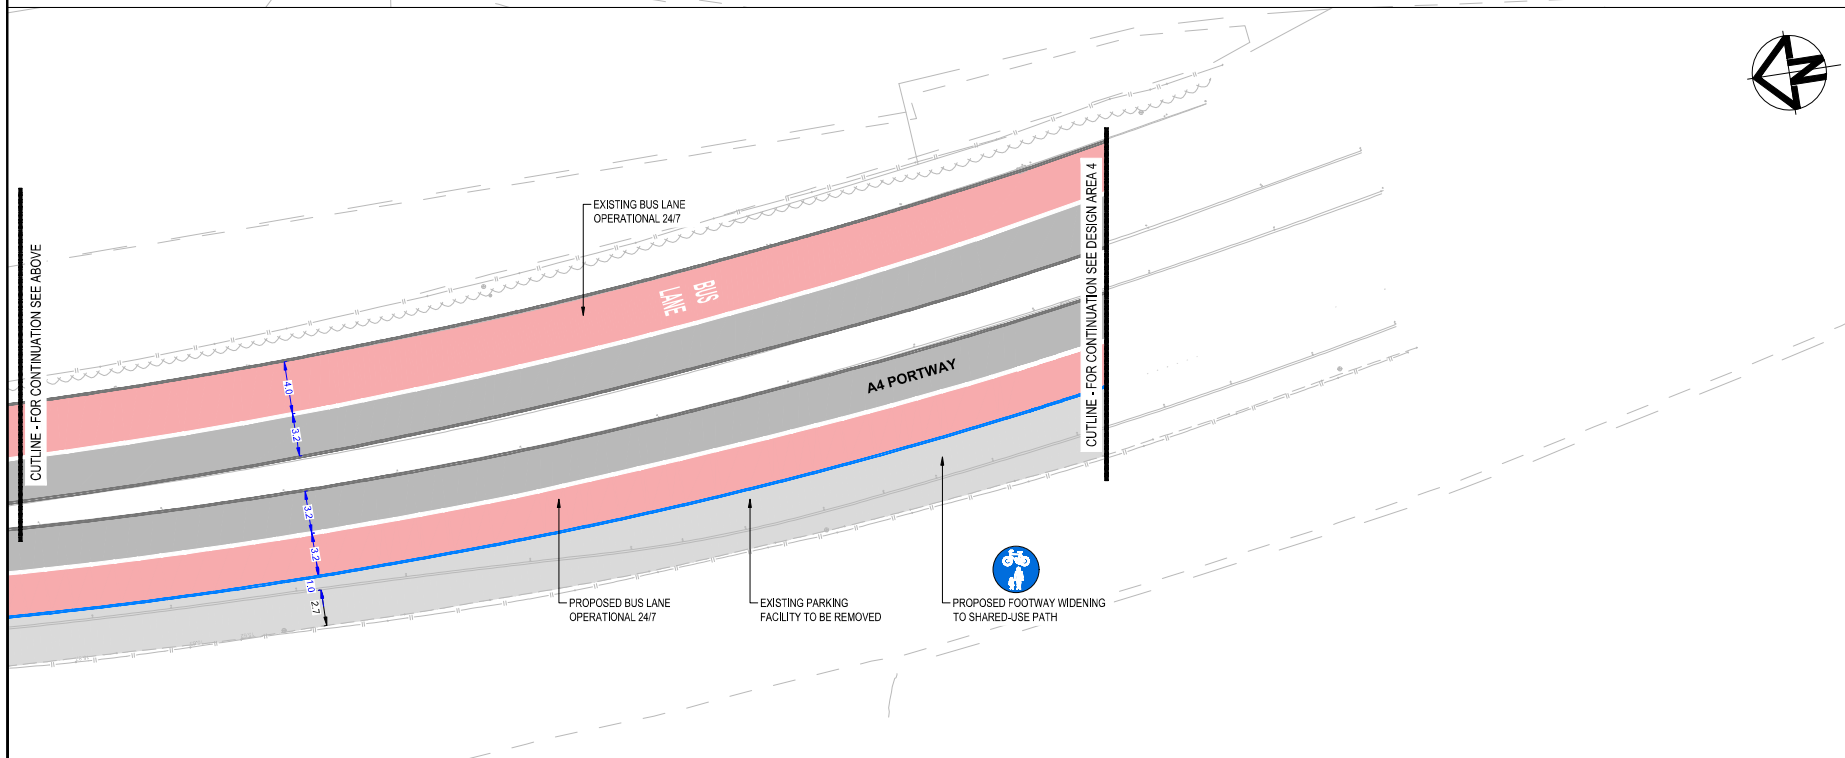 N
EXISTING BUS LANE
OPERATIONAL 24/7
CUTLINE - FOR CONTINUATION SEE ABOVE
CUTLINE - FOR CONTINUATION SEE DESIGN AREA 4
BUS
LANE
A4 PORTWAY
4.0
3.2
3.2
3.2
1.0
2.7
PROPOSED BUS LANE
OPERATIONAL 24/7
EXISTING PARKING
FACILITY TO BE REMOVED
PROPOSED FOOTWAY WIDENING
TO SHARED-USE PATH